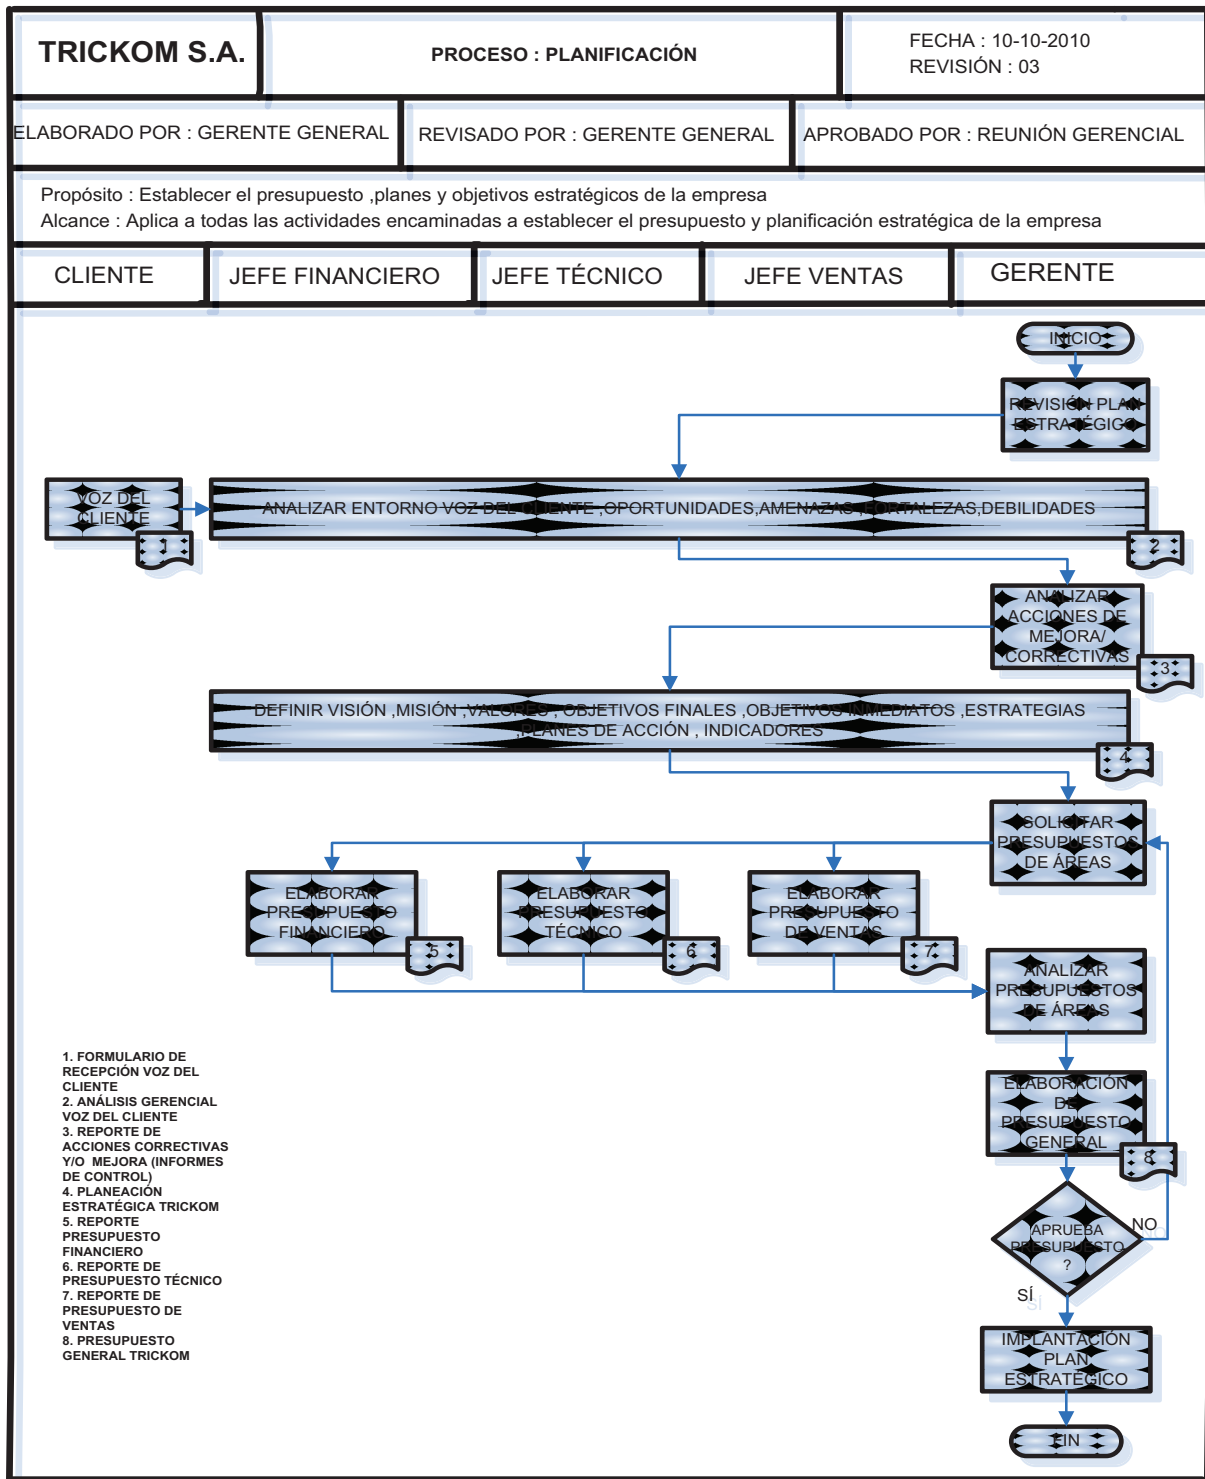 TRICKOM S.A.
PROCESO : PLANIFICACIÓN
FECHA : 10-10-2010
REVISIÓN : 03
ELABORADO POR : GERENTE GENERAL
REVISADO POR : GERENTE GENERAL
APROBADO POR : REUNIÓN GERENCIAL
Propósito : Establecer el presupuesto ,planes y objetivos estratégicos de la empresa
Alcance : Aplica a todas las actividades encaminadas a establecer el presupuesto y planificación estratégica de la empresa
CLIENTE
JEFE FINANCIERO
JEFE TÉCNICO
JEFE VENTAS
GERENTE
INICIO
REVISIÓN PLAN
ESTRATÉGICO
VOZ DEL
CLIENTE
1
ANALIZAR ENTORNO VOZ DEL CLIENTE ,OPORTUNIDADES,AMENAZAS ,FORTALEZAS,DEBILIDADES
2
ANALIZAR
ACCIONES DE
MEJORA/
CORRECTIVAS
3
DEFINIR VISIÓN ,MISIÓN ,VALORES , OBJETIVOS FINALES ,OBJETIVOS INMEDIATOS ,ESTRATEGIAS
,PLANES DE ACCIÓN , INDICADORES
4
SOLICITAR
PRESUPUESTOS
DE ÁREAS
ELABORAR
PRESUPUESTO
FINANCIERO
5
ELABORAR
PRESUPUESTO
TÉCNICO
6
ELABORAR
PRESUPUESTO
DE VENTAS
7
ANALIZAR
PRESUPUESTOS
DE ÁREAS
ELABORACIÓN
DE
PRESUPUESTO
GENERAL
8
APRUEBA
PRESUPUESTO
?
NO
SÍ
IMPLANTACIÓN
PLAN
ESTRATÉGICO
FIN
1. FORMULARIO DE
RECEPCIÓN VOZ DEL
CLIENTE
2. ANÁLISIS GERENCIAL
VOZ DEL CLIENTE
3. REPORTE DE
ACCIONES CORRECTIVAS
Y/O MEJORA (INFORMES
DE CONTROL)
4. PLANEACIÓN
ESTRATÉGICA TRICKOM
5. REPORTE
PRESUPUESTO
FINANCIERO
6. REPORTE DE
PRESUPUESTO TÉCNICO
7. REPORTE DE
PRESUPUESTO DE
VENTAS
8. PRESUPUESTO
GENERAL TRICKOM